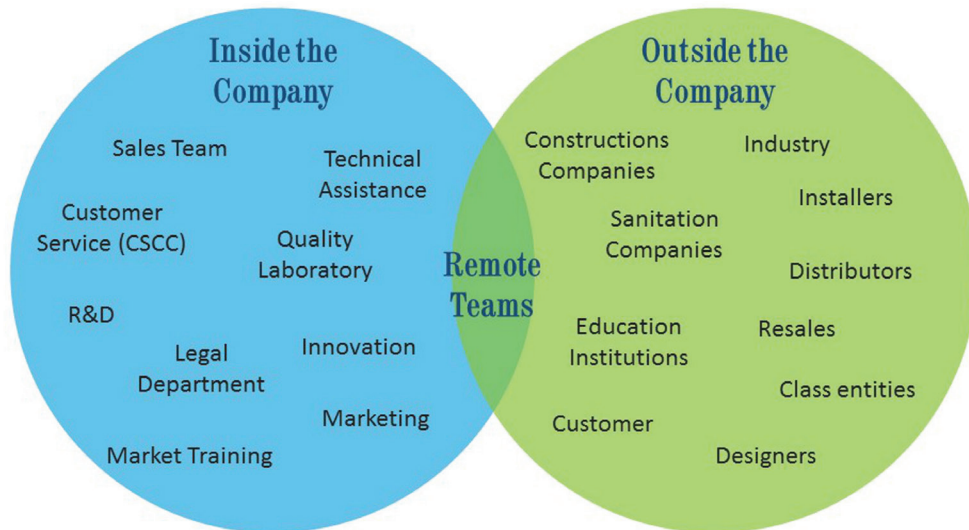 Inside the
Company
Sales Team
Technical
Assistance
Customer
Service (CSCC)
Quality
Laboratory
R&D
Legal
Department
Innovation
Marketing
Market Training
Remote
Teams
Outside the
Company
Constructions
Companies
Industry
Installers
Sanitation
Companies
Distributors
Education
Institutions
Resales
Class entities
Customer
Designers